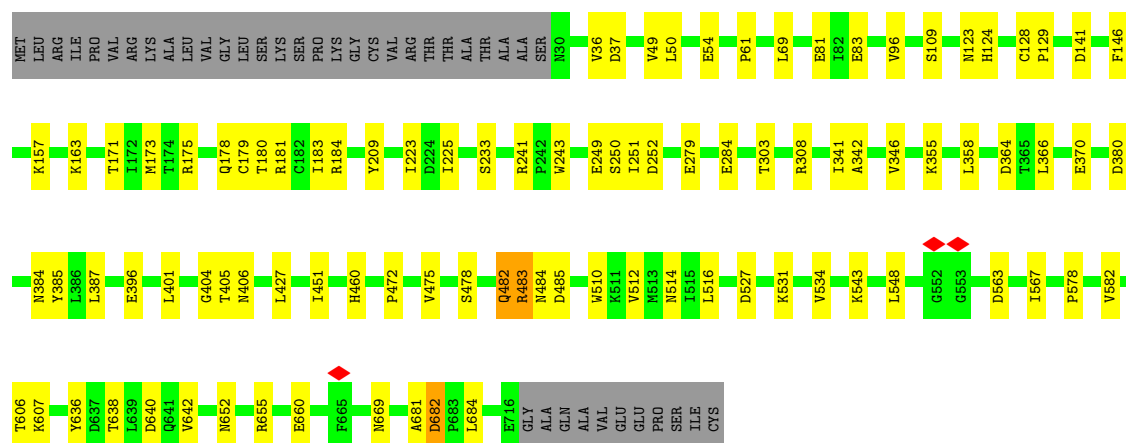 MET LEU ARG ILE PRO VAL ARG LYS ALA LEU VAL GLY LEU SER LYS SER PRO LYS GLY CYS VAL ARG THR THR ALA THR ALA ALA SER N30 V36 D37 V49 L50 E54 P61 L69 E81 I82 E83 V96 S109 N123 H124 C128 P129 D141 F146
K157 K163 T171 I172 M173 T174 R175 Q178 C179 T180 R181 C182 I183 R184 Y209 I223 D224 I225 S233 R241 P242 W243 E249 S250 I251 D252 E279 E284 T303 R308 I341 A342 V346 K355 L358 D364 T365 L366 E370 D380
N384 Y385 L386 L387 E396 L401 G404 T405 N406 L427 I451 H460 P472 V475 S478 Q482 R483 N484 D485 W510 K511 V512 M513 N514 I515 L516 D527 K531 V534 K543 L548 G552 G553 D563 I567 P578 V582
T606 K607 Y636 D637 T638 L639 D640 Q641 V642 N652 R655 E660 F665 N669 A681 D682 P683 L684 E716 GLY ALA GLN ALA VAL GLU GLU PRO SER ILE CYS